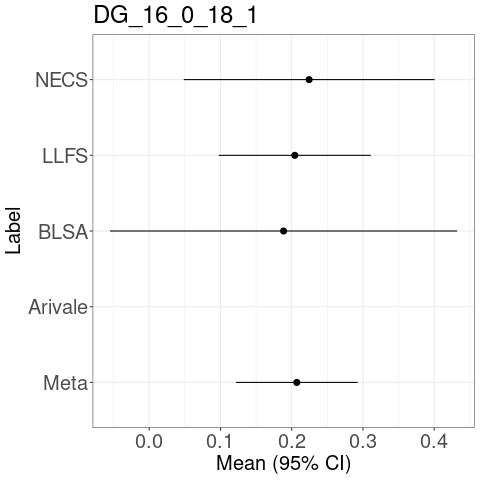 DG_16_0_18_1
Label
NECS
LLFS
BLSA
Arivale
Meta
0.0 0.1 0.2 0.3 0.4
Mean (95% CI)